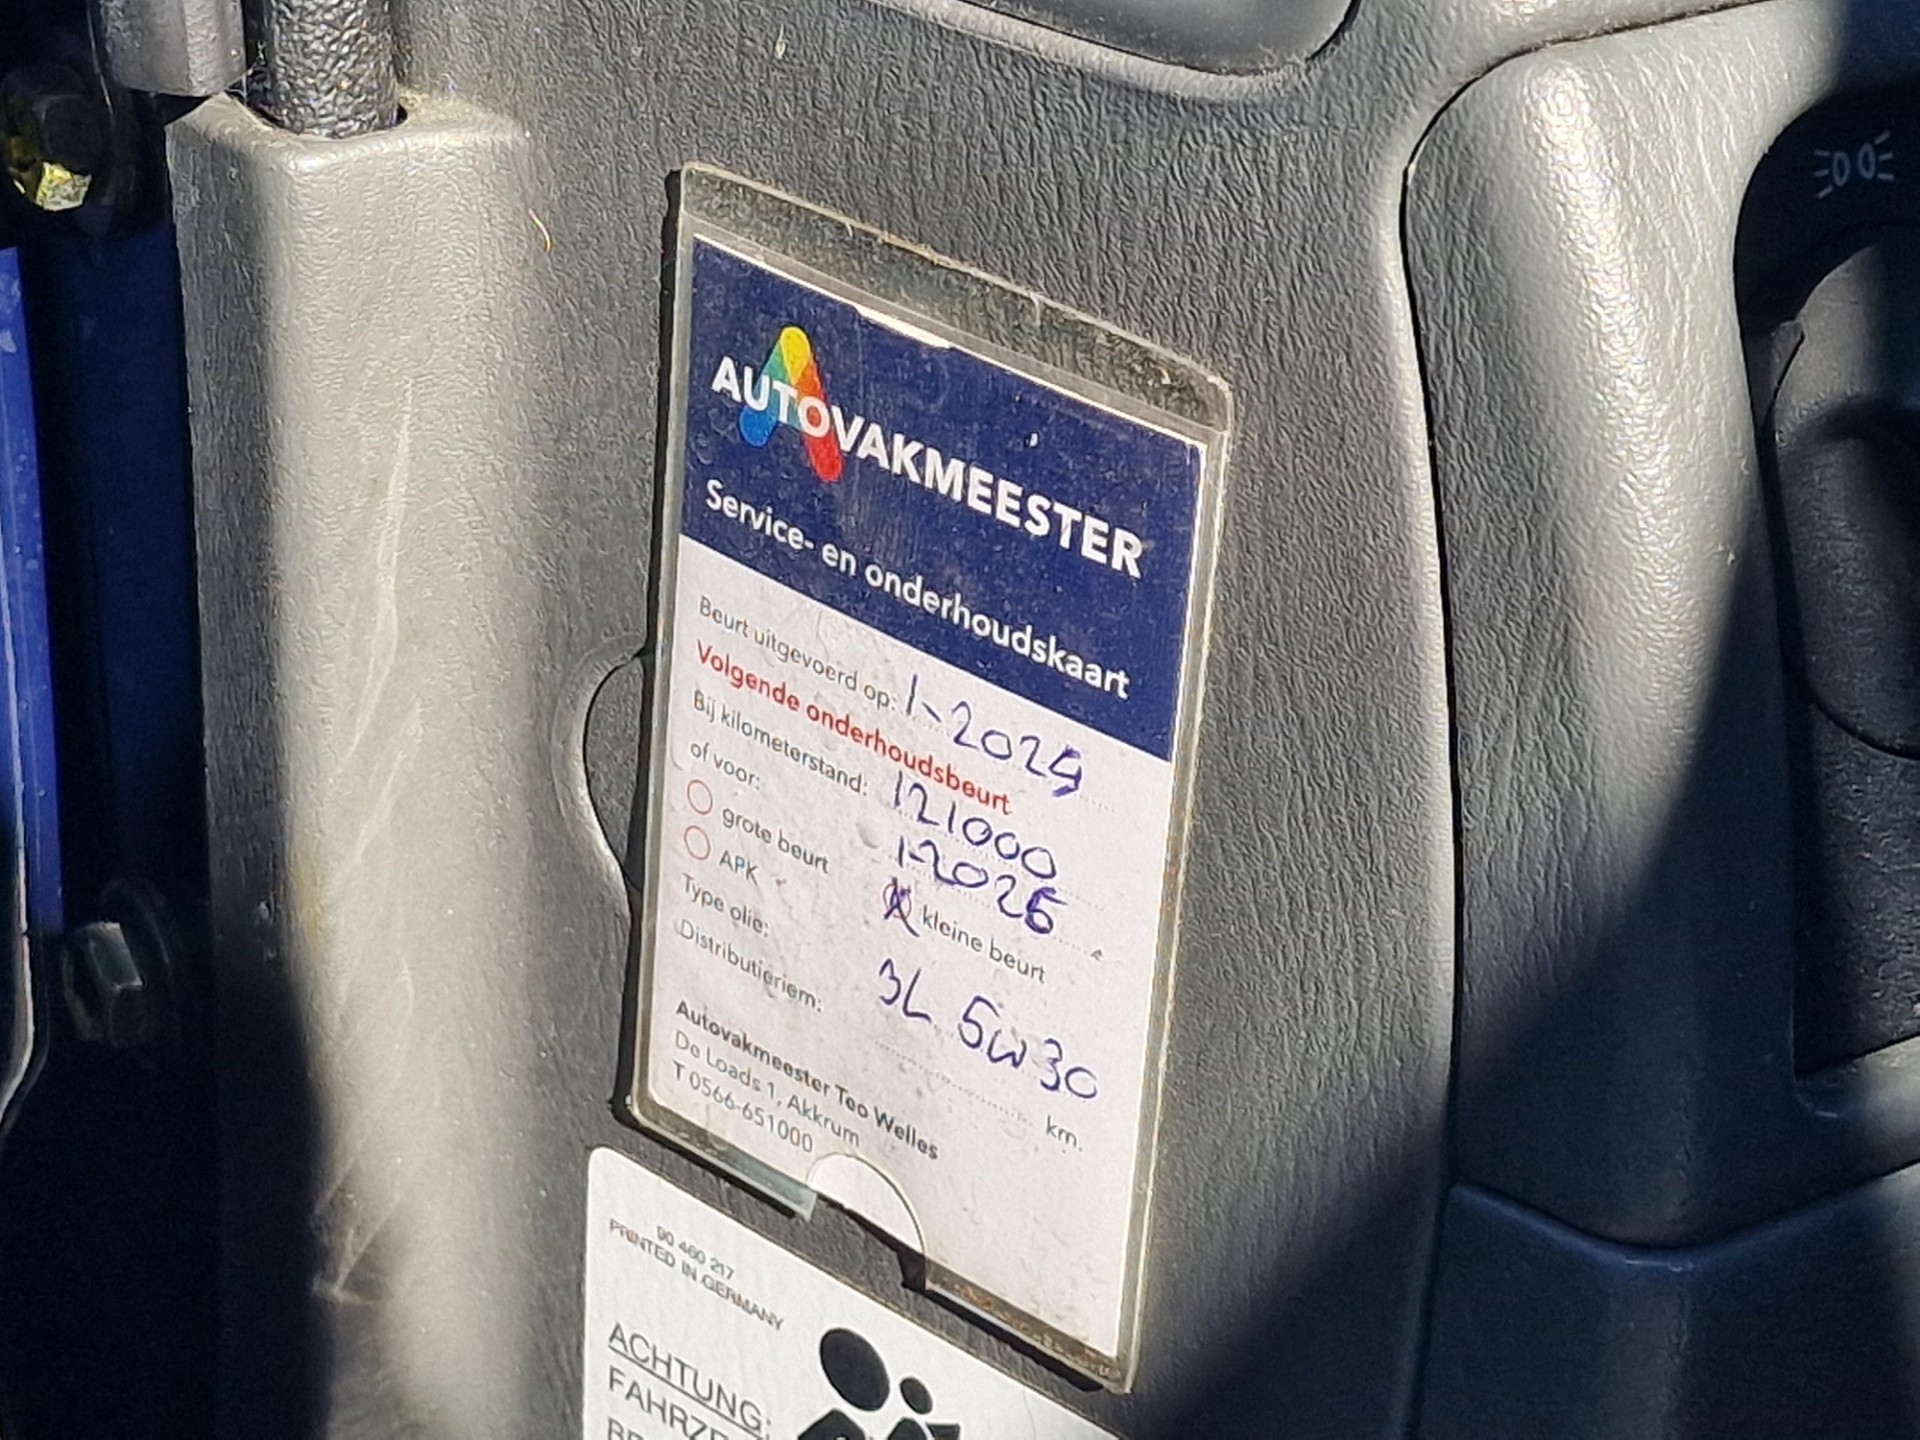 AUTOVAKMEESTER
Service- en onderhoudskaart
Beurt uitgevoerd op: 1-2024
Volgende onderhoudsbeurt
Bij kilometerstand: 121000
of voor: 1-2025
grote beurt kleine beurt
APK
Type olie: 3L 5W30
Distributieriem: km.
Autovakmeester Teo Welles
De Loads 1, Akkrum
T 0566-651000
90 460 217
PRINTED IN GERMANY
ACHTUNG: